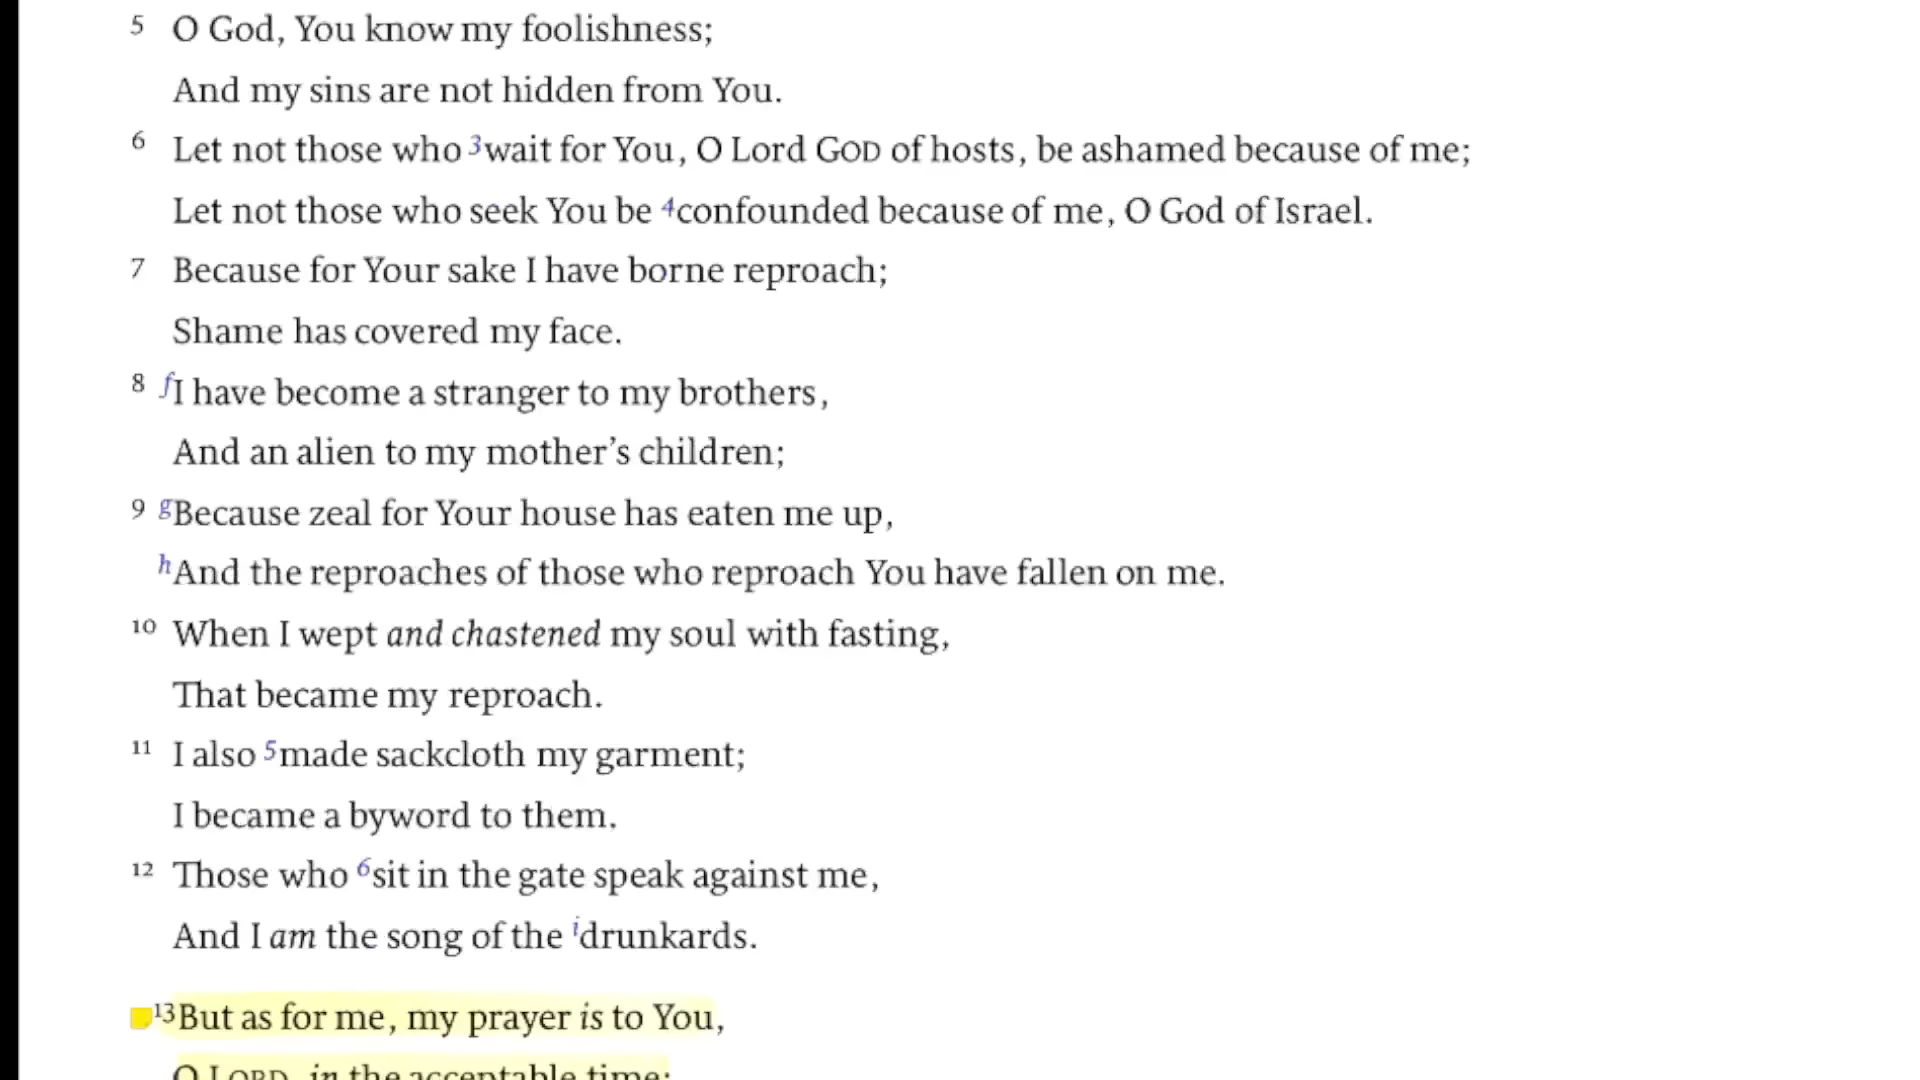 5 O God, You know my foolishness;
And my sins are not hidden from You.
6 Let not those who 3wait for You, O Lord GOD of hosts, be ashamed because of me;
Let not those who seek You be 4confounded because of me, O God of Israel.
7 Because for Your sake I have borne reproach;
Shame has covered my face.
8 fI have become a stranger to my brothers,
And an alien to my mother’s children;
9 gBecause zeal for Your house has eaten me up,
hAnd the reproaches of those who reproach You have fallen on me.
10 When I wept and chastened my soul with fasting,
That became my reproach.
11 I also 5made sackcloth my garment;
I became a byword to them.
12 Those who 6sit in the gate speak against me,
And I am the song of the idrunkards.
13But as for me, my prayer is to You,
O LORD, in the acceptable time;